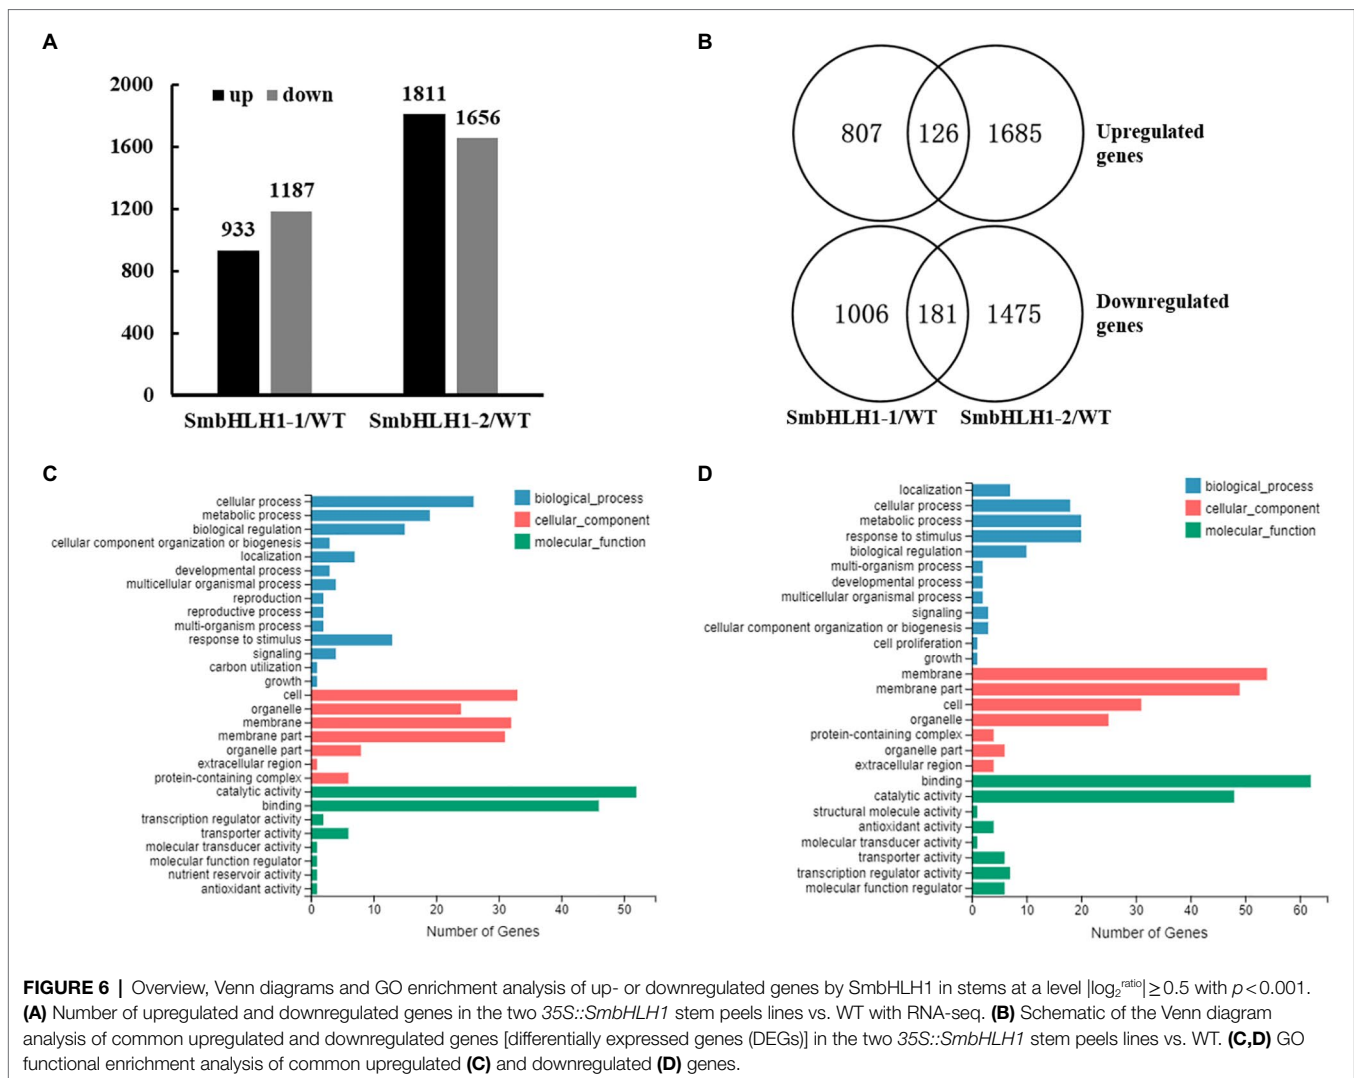 A
2000
1600
1200
800
400
0
up down
933
1187
1811
1656
SmbHLH1-1/WT SmbHLH1-2/WT
B
807 126 1685
Upregulated
genes
1006 181 1475
Downregulated
genes
SmbHLH1-1/WT SmbHLH1-2/WT
C
cellular process
metabolic process
biological regulation
cellular component organization or biogenesis
localization
developmental process
multicellular organismal process
reproduction
reproductive process
multi-organism process
response to stimulus
signaling
carbon utilization
growth
cell
organelle
membrane
membrane part
organelle part
extracellular region
protein-containing complex
catalytic activity
binding
transcription regulator activity
transporter activity
molecular transducer activity
molecular function regulator
nutrient reservoir activity
antioxidant activity
0 10 20 30 40 50
Number of Genes
biological_process
cellular_component
molecular_function
D
localization
cellular process
metabolic process
response to stimulus
biological regulation
multi-organism process
developmental process
multicellular organismal process
signaling
cellular component organization or biogenesis
cell proliferation
growth
membrane
membrane part
cell
organelle
protein-containing complex
organelle part
extracellular region
binding
catalytic activity
structural molecule activity
antioxidant activity
molecular transducer activity
transporter activity
transcription regulator activity
molecular function regulator
0 10 20 30 40 50 60
Number of Genes
biological_process
cellular_component
molecular_function
FIGURE 6 | Overview, Venn diagrams and GO enrichment analysis of up- or downregulated genes by SmbHLH1 in stems at a level |log₂ʳᵃᵗⁱᵒ| ≥ 0.5 with p < 0.001.
(A) Number of upregulated and downregulated genes in the two 35S::SmbHLH1 stem peels lines vs. WT with RNA-seq. (B) Schematic of the Venn diagram
analysis of common upregulated and downregulated genes [differentially expressed genes (DEGs)] in the two 35S::SmbHLH1 stem peels lines vs. WT. (C,D) GO
functional enrichment analysis of common upregulated (C) and downregulated (D) genes.